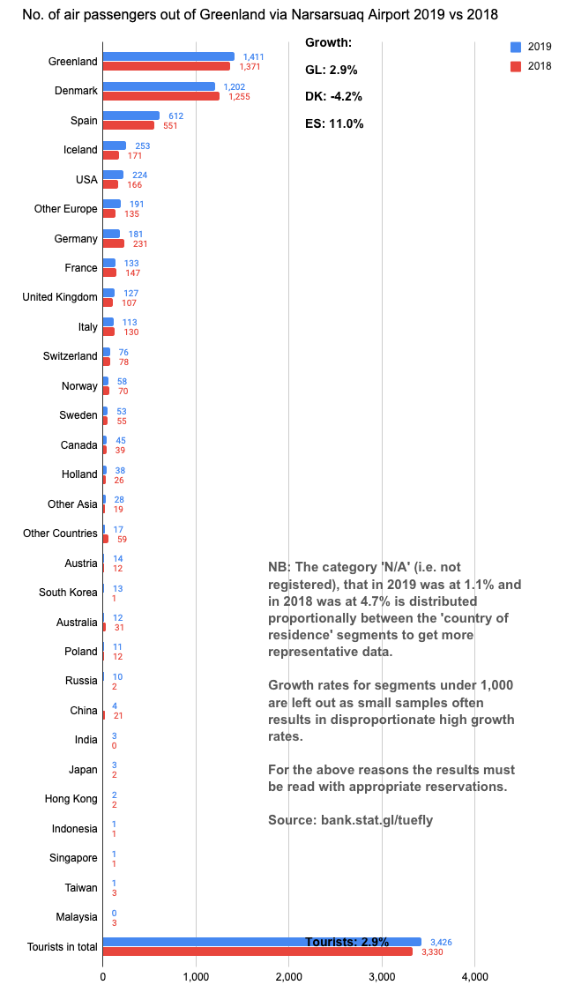 No. of air passengers out of Greenland via Narsarsuaq Airport 2019 vs 2018
Growth:
GL: 2.9%
DK: -4.2%
ES: 11.0%
2019
2018
Greenland 1,411 1,371
Denmark 1,202 1,255
Spain 612 551
Iceland 253 171
USA 224 166
Other Europe 191 135
Germany 181 231
France 133 147
United Kingdom 127 107
Italy 113 130
Switzerland 76 78
Norway 58 70
Sweden 53 55
Canada 45 39
Holland 38 26
Other Asia 28 19
Other Countries 17 59
Austria 14 12
South Korea 13 1
Australia 12 31
Poland 11 12
Russia 10 2
China 4 21
India 3 0
Japan 3 2
Hong Kong 2 2
Indonesia 1 1
Singapore 1 1
Taiwan 1 3
Malaysia 0 3
Tourists in total Tourists: 2.9% 3,426 3,330
0 1,000 2,000 3,000 4,000
NB: The category 'N/A' (i.e. not
registered), that in 2019 was at 1.1% and
in 2018 was at 4.7% is distributed
proportionally between the 'country of
residence' segments to get more
representative data.
Growth rates for segments under 1,000
are left out as small samples often
results in disproportionate high growth
rates.
For the above reasons the results must
be read with appropriate reservations.
Source: bank.stat.gl/tuefly